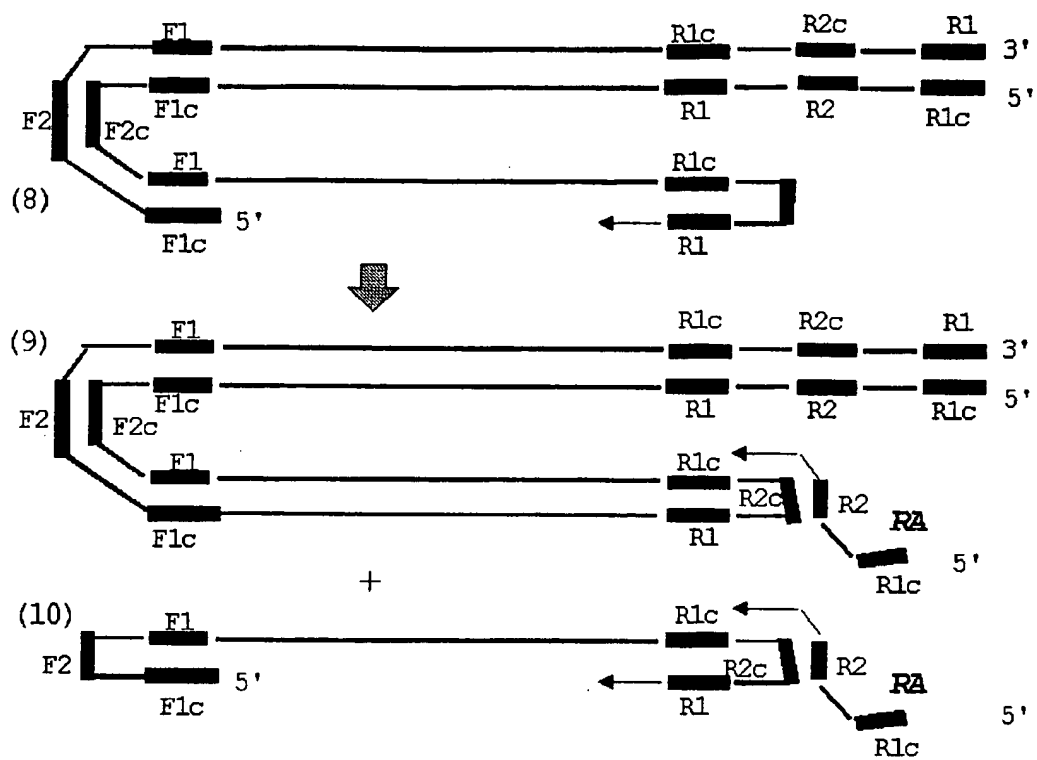 F1 R1c R2c R1
3'
F2 F2c F1c R1 R2 R1c 5'
F1 R1c
(8)
F1c 5' R1
(9) F1 R1c R2c R1
3'
F2 F2c F1c R1 R2 R1c 5'
F1 R1c
R2c R2 RA
F1c R1 5'
R1c
+
(10) F1 R1c
F2 R2c R2
5' RA
F1c R1 5'
R1c